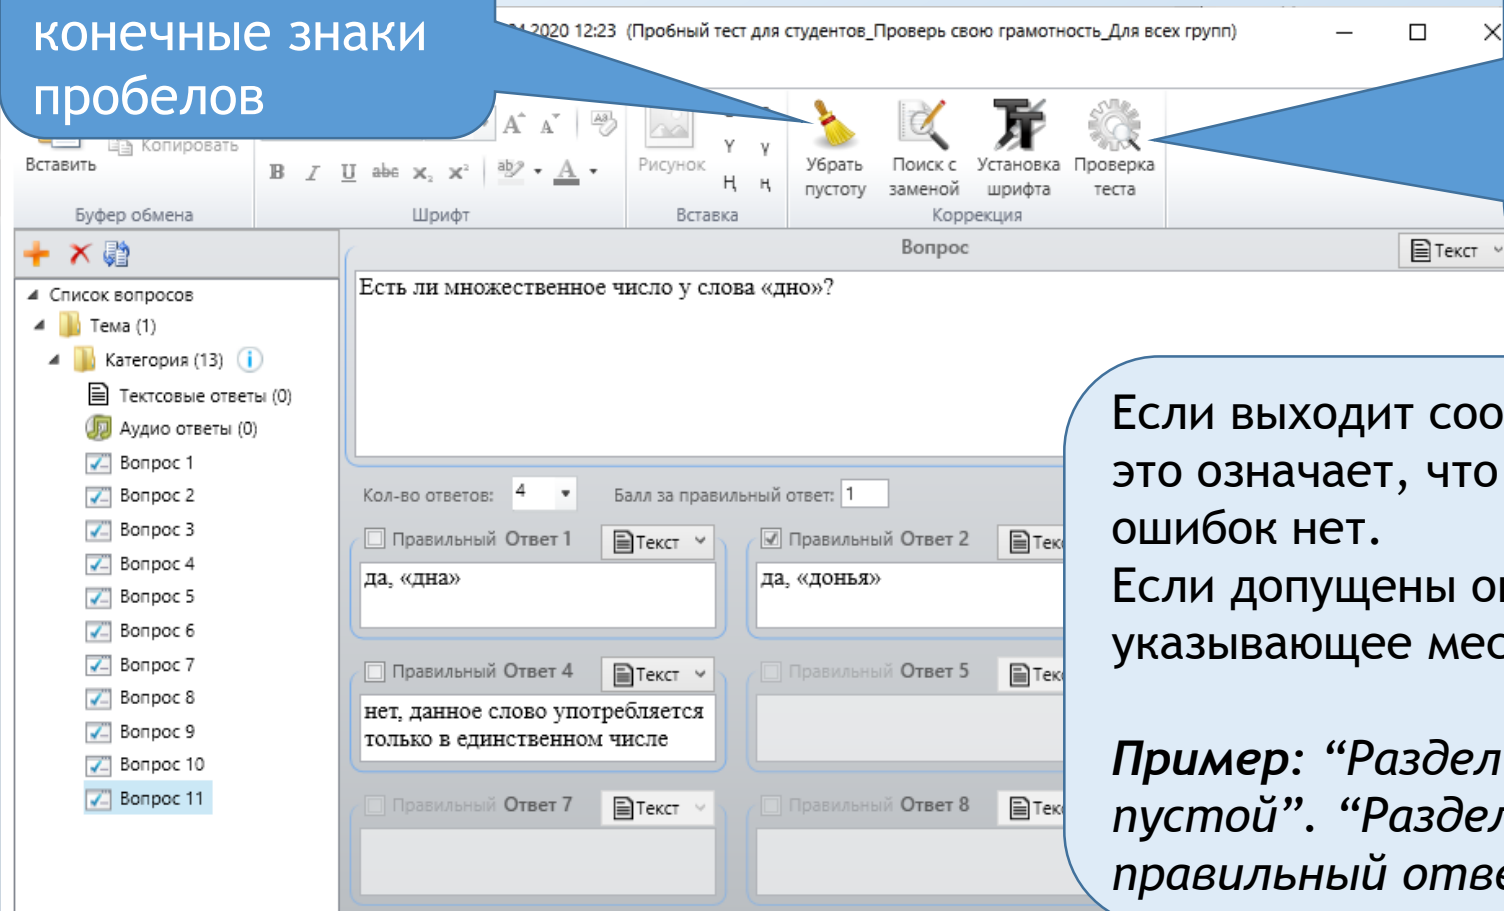 конечные знаки
пробелов
2020 12:23 (Пробный тест для студентов_Проверь свою грамотность_Для всех групп)
Вставить
Копировать
Буфер обмена
B I U abc x₂ x² ab A
A A
Шрифт
Рисунок
Y ү
Ң ң
Вставка
Убрать
пустоту
Поиск с
заменой
Установка
шрифта
Проверка
теста
Коррекция
Список вопросов
Тема (1)
Категория (13)
Тектсовые ответы (0)
Аудио ответы (0)
Вопрос 1
Вопрос 2
Вопрос 3
Вопрос 4
Вопрос 5
Вопрос 6
Вопрос 7
Вопрос 8
Вопрос 9
Вопрос 10
Вопрос 11
Вопрос
Текст
Есть ли множественное число у слова «дно»?
Кол-во ответов: 4 Балл за правильный ответ: 1
Правильный Ответ 1 Текст
да, «дна»
Правильный Ответ 2
да, «донья»
Правильный Ответ 4 Текст
нет, данное слово употребляется
только в единственном числе
Правильный Ответ 5
Правильный Ответ 7 Текст
Правильный Ответ 8
Если выходит соо
это означает, что
ошибок нет.
Если допущены
указывающее мес
Пример: “Раздел
пустой”. “Раздел
правильный отве